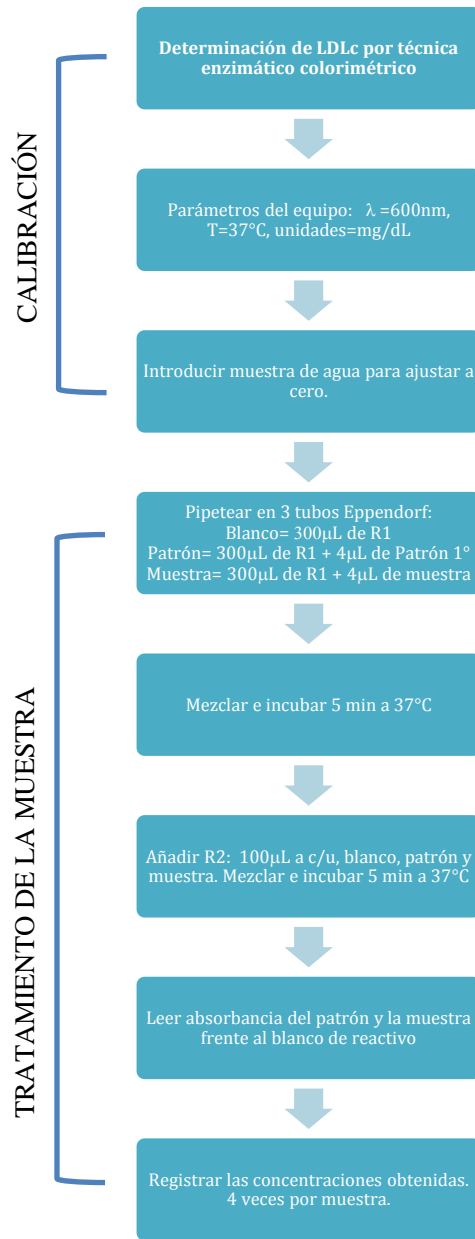 Determinación de LDLc por técnica
enzimático colorimétrico
CALIBRACIÓN
Parámetros del equipo: λ =600nm,
T=37°C, unidades=mg/dL
Introducir muestra de agua para ajustar a
cero.
TRATAMIENTO DE LA MUESTRA
Pipetear en 3 tubos Eppendorf:
Blanco= 300μL de R1
Patrón= 300μL de R1 + 4μL de Patrón 1°
Muestra= 300μL de R1 + 4μL de muestra
Mezclar e incubar 5 min a 37°C
Añadir R2: 100μL a c/u, blanco, patrón y
muestra. Mezclar e incubar 5 min a 37°C
Leer absorbancia del patrón y la muestra
frente al blanco de reactivo
Registrar las concentraciones obtenidas.
4 veces por muestra.